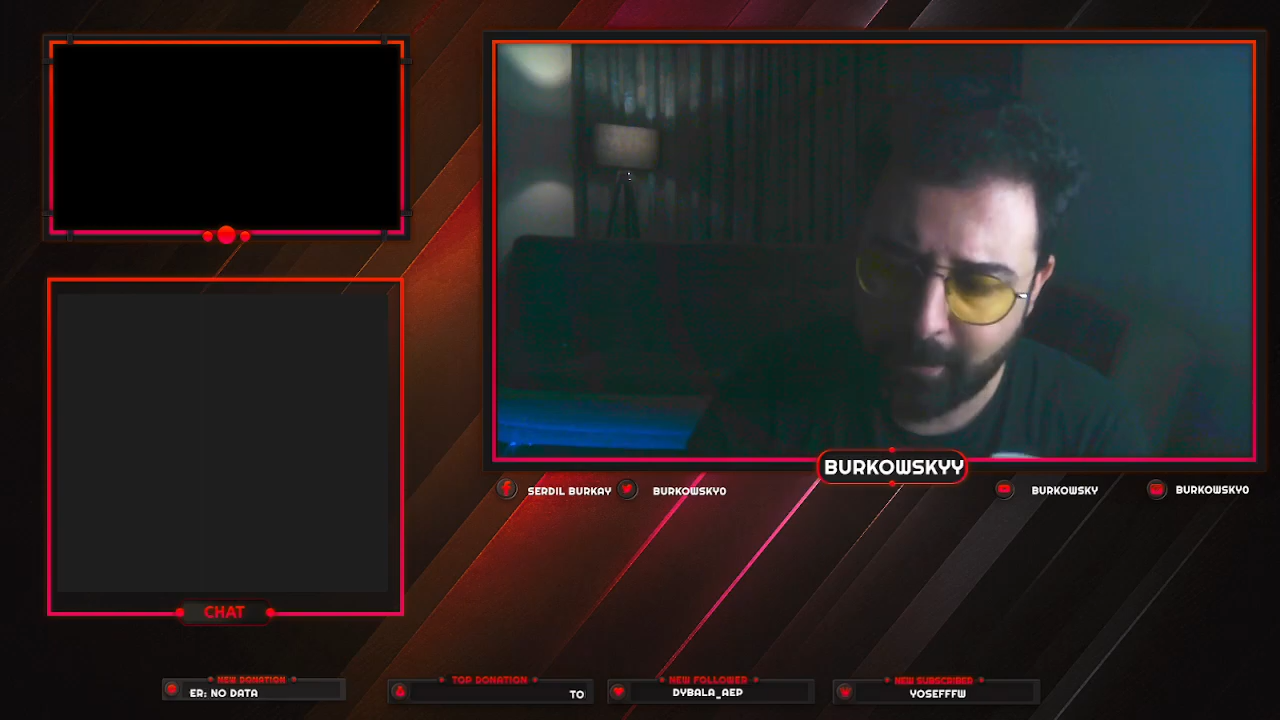 BURKOWSKYY
SERDIL BURKAY
BURKOWSKY0
BURKOWSKY
BURKOWSKY0
CHAT
NEW DONATION
ER: NO DATA
TOP DONATION
TO
NEW FOLLOWER
DYBALA_AEP
NEW SUBSCRIBER
YOSEFFFW